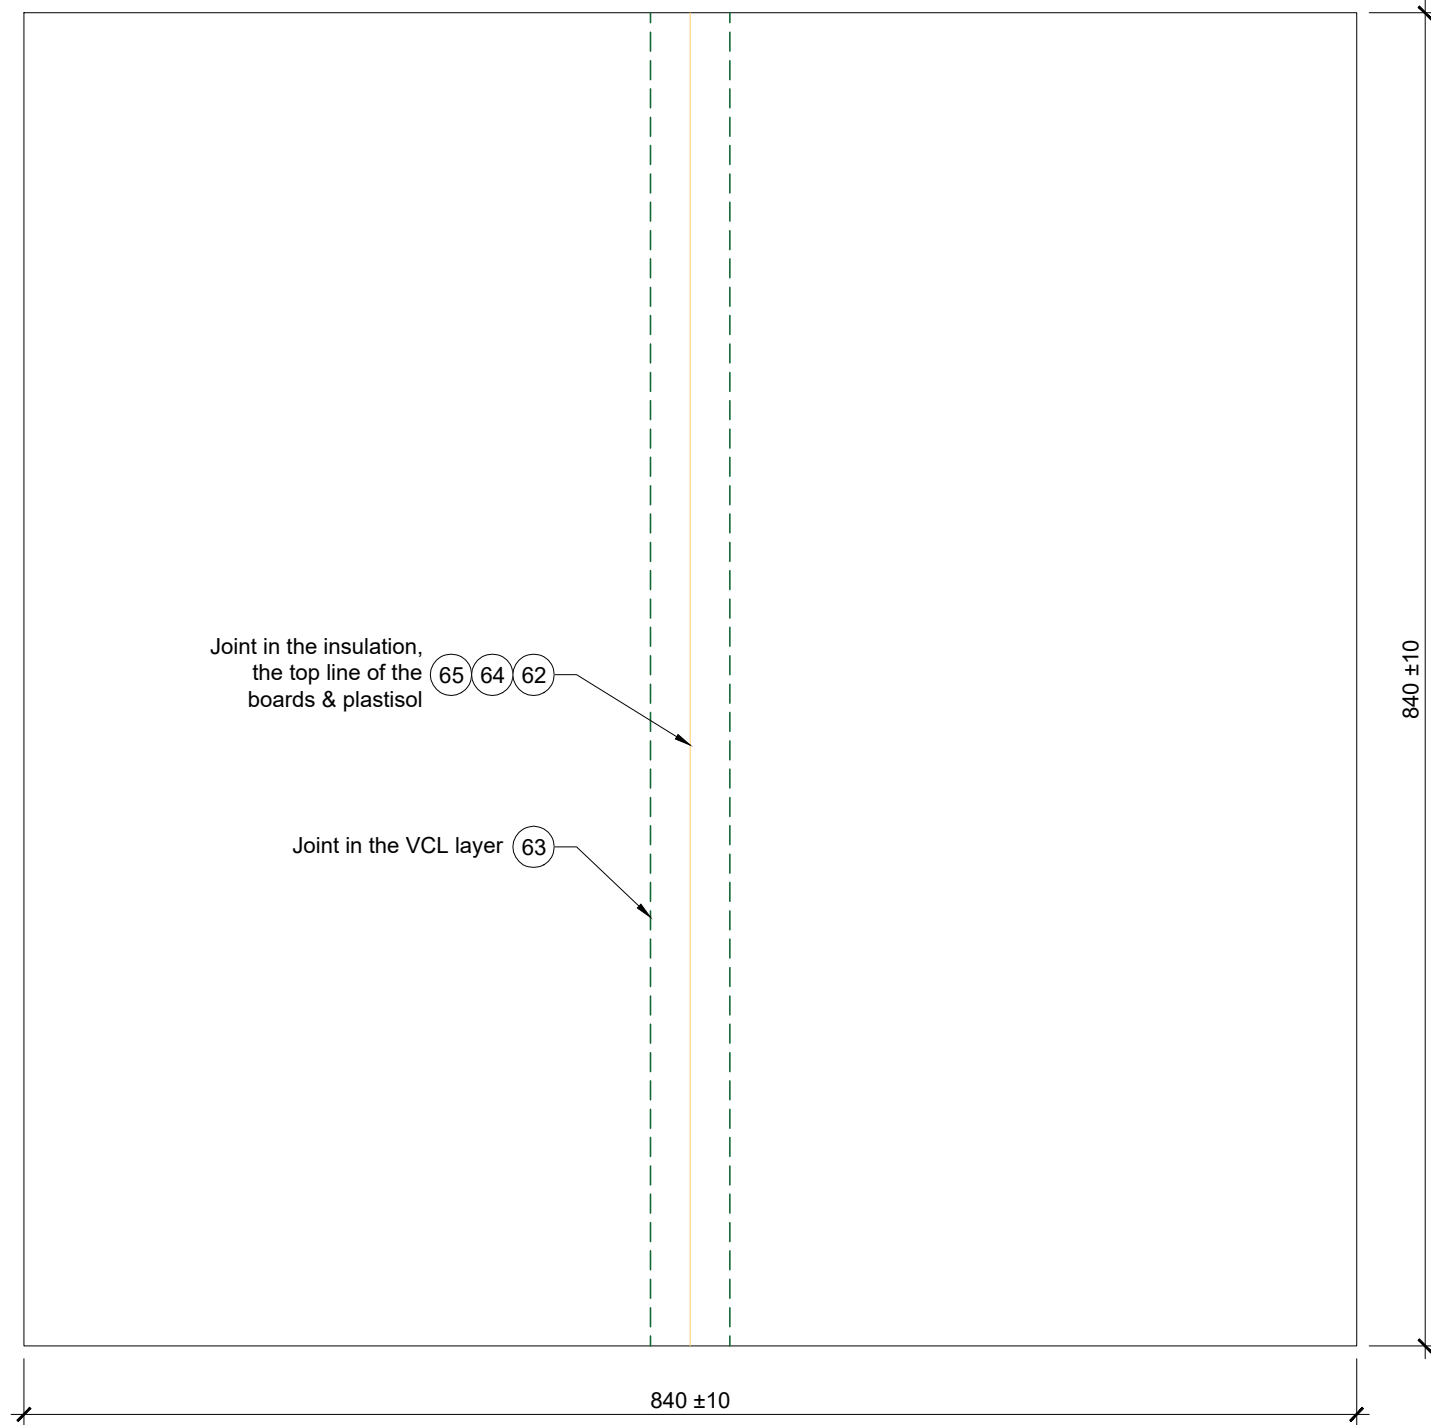 Joint in the insulation,
the top line of the
boards & plastisol
65 64 62
Joint in the VCL layer 63
840 ±10
840 ±10